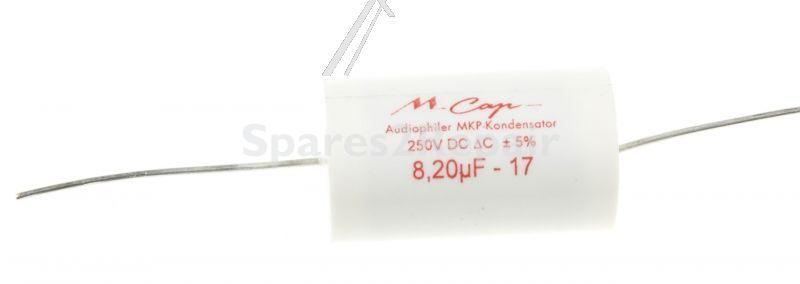 M-Cap-
Audiophiler MKP-Kondensator
250V DC ΔC ± 5%
8,20µF - 17